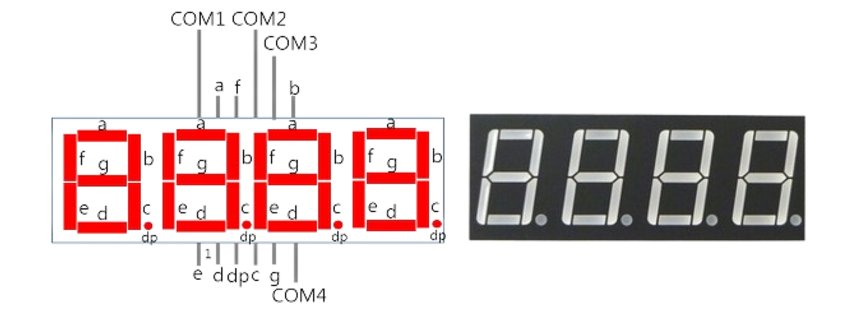 COM1 COM2
COM3
a f b
a a a a
f g b f g b f g b f g b
e d c e d c e d c e d c
dp dp dp dp
1
e d dp c g
COM4